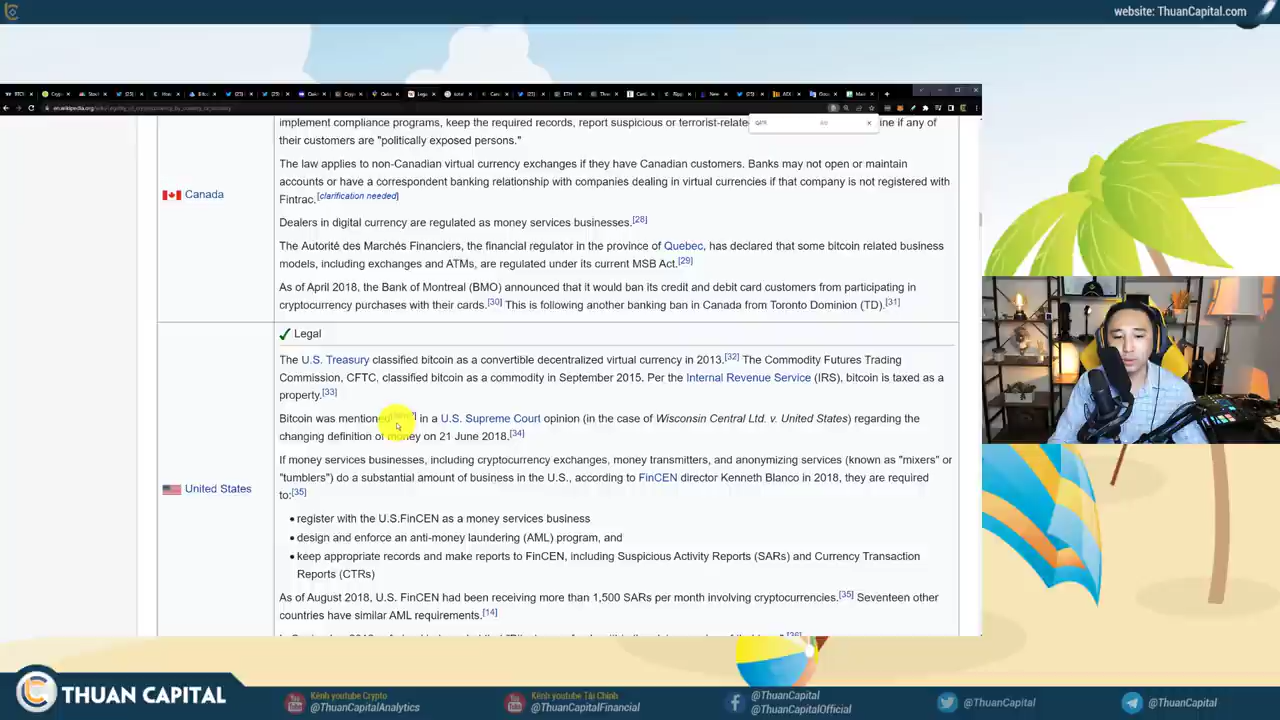 website: ThuanCapital.com
en.wikipedia.org/wiki/Legality_of_cryptocurrency_by_country_or_territory
implement compliance programs, keep the required records, report suspicious or terrorist-relate
ine if any of
their customers are "politically exposed persons."
The law applies to non-Canadian virtual currency exchanges if they have Canadian customers. Banks may not open or maintain
accounts or have a correspondent banking relationship with companies dealing in virtual currencies if that company is not registered with
Canada
Fintrac.[clarification needed]
Dealers in digital currency are regulated as money services businesses.[28]
The Autorité des Marchés Financiers, the financial regulator in the province of Quebec, has declared that some bitcoin related business
models, including exchanges and ATMs, are regulated under its current MSB Act.[29]
As of April 2018, the Bank of Montreal (BMO) announced that it would ban its credit and debit card customers from participating in
cryptocurrency purchases with their cards.[30] This is following another banking ban in Canada from Toronto Dominion (TD).[31]
Legal
The U.S. Treasury classified bitcoin as a convertible decentralized virtual currency in 2013.[32] The Commodity Futures Trading
Commission, CFTC, classified bitcoin as a commodity in September 2015. Per the Internal Revenue Service (IRS), bitcoin is taxed as a
property.[33]
Bitcoin was mentioned in a U.S. Supreme Court opinion (in the case of Wisconsin Central Ltd. v. United States) regarding the
changing definition of money on 21 June 2018.[34]
If money services businesses, including cryptocurrency exchanges, money transmitters, and anonymizing services (known as "mixers" or
"tumblers") do a substantial amount of business in the U.S., according to FinCEN director Kenneth Blanco in 2018, they are required
United States
to:[35]
• register with the U.S.FinCEN as a money services business
• design and enforce an anti-money laundering (AML) program, and
• keep appropriate records and make reports to FinCEN, including Suspicious Activity Reports (SARs) and Currency Transaction
Reports (CTRs)
As of August 2018, U.S. FinCEN had been receiving more than 1,500 SARs per month involving cryptocurrencies.[35] Seventeen other
countries have similar AML requirements.[14]
THUAN CAPITAL
Kênh youtube Crypto
@ThuanCapitalAnalytics
Kênh youtube Tài Chính
@ThuanCapitalFinancial
@ThuanCapital
@ThuanCapitalOfficial
@ThuanCapital
@ThuanCapital